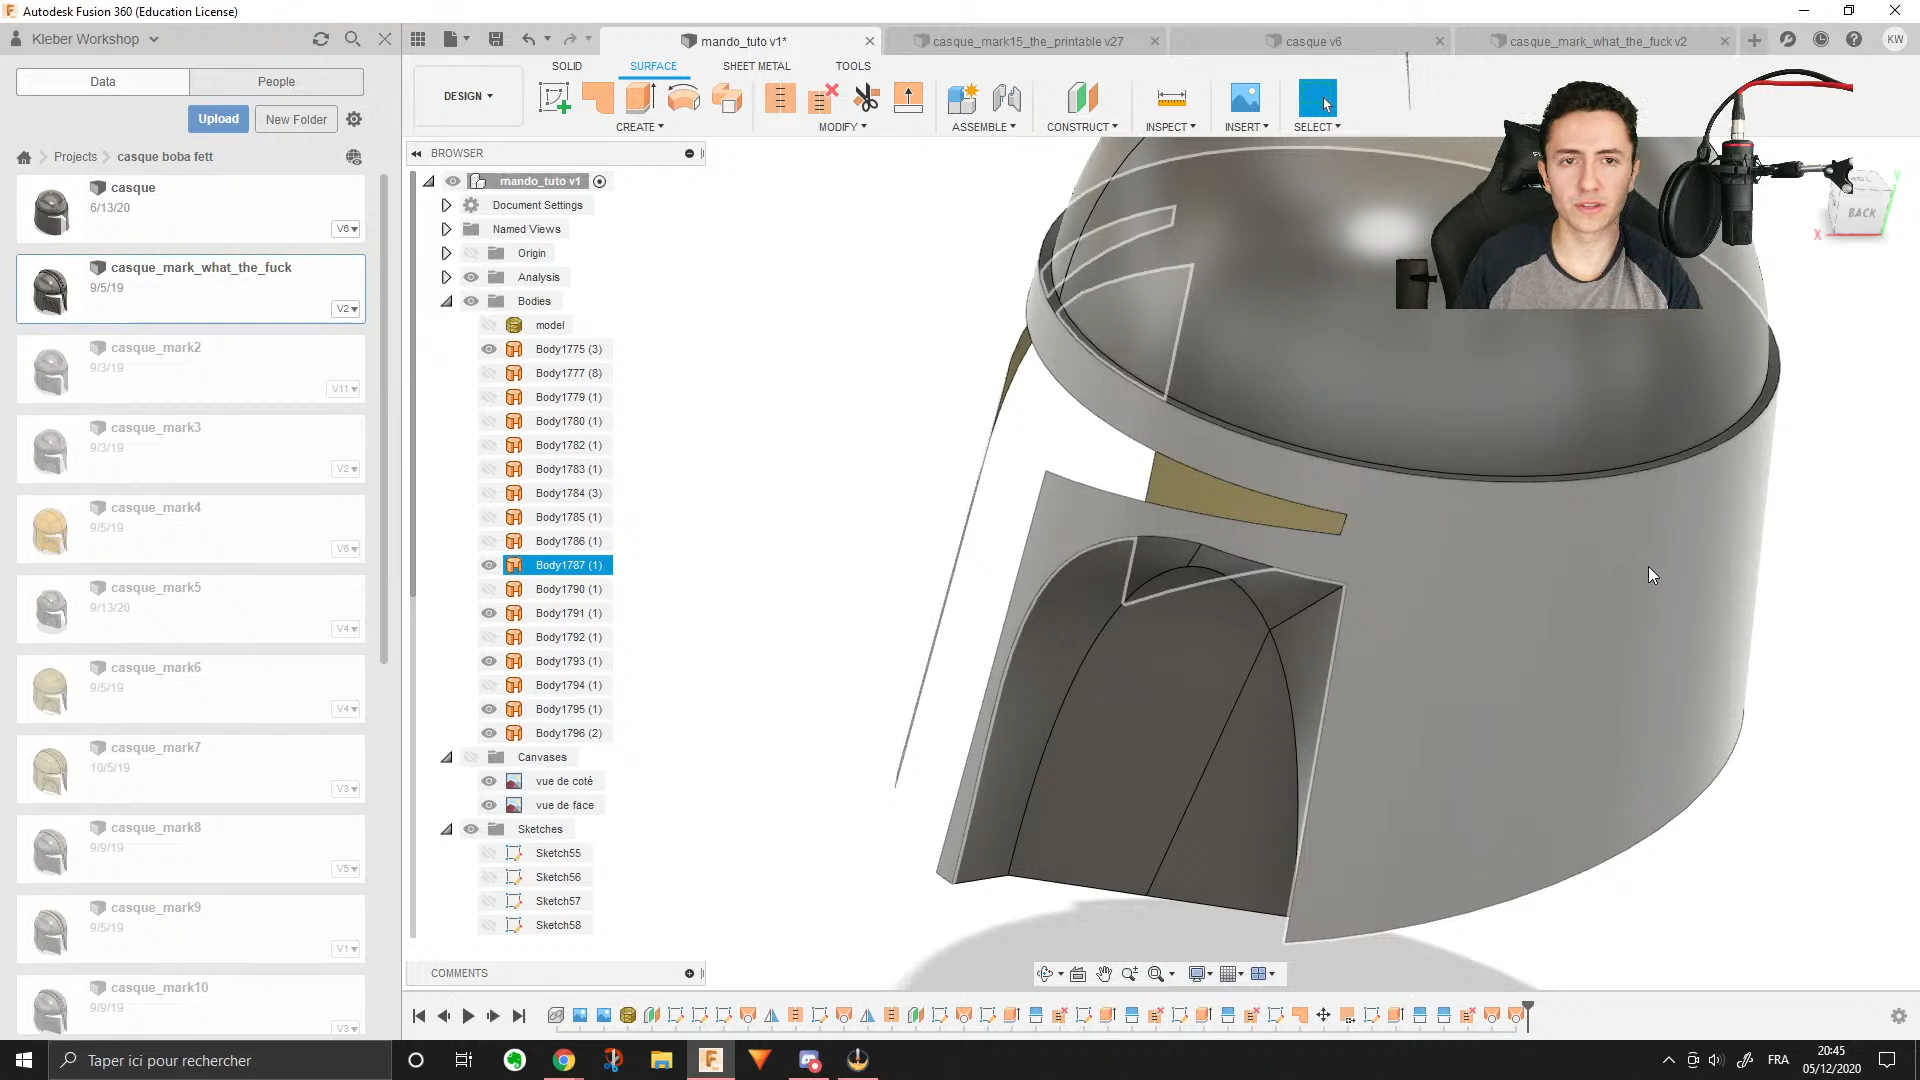 Autodesk Fusion 360 (Education License)
Kleber Workshop
Data
People
Upload
New Folder
Projects
casque boba fett
casque
6/13/20
V6
casque_mark_what_the_fuck
9/5/19
V2
casque_mark2
9/3/19
V11
casque_mark3
9/3/19
V2
casque_mark4
9/5/19
V6
casque_mark5
9/13/20
V4
casque_mark6
9/5/19
V4
casque_mark7
10/5/19
V3
casque_mark8
9/9/19
V5
casque_mark9
9/5/19
V1
casque_mark10
9/9/19
V3
mando_tuto v1*
casque_mark15_the_printable v27
casque v6
casque_mark_what_the_fuck v2
KW
SOLID
SURFACE
SHEET METAL
TOOLS
DESIGN
CREATE
MODIFY
ASSEMBLE
CONSTRUCT
INSPECT
INSERT
SELECT
BROWSER
mando_tuto v1
Document Settings
Named Views
Origin
Analysis
Bodies
model
Body1775 (3)
Body1777 (8)
Body1779 (1)
Body1780 (1)
Body1782 (1)
Body1783 (1)
Body1784 (3)
Body1785 (1)
Body1786 (1)
Body1787 (1)
Body1790 (1)
Body1791 (1)
Body1792 (1)
Body1793 (1)
Body1794 (1)
Body1795 (1)
Body1796 (2)
Canvases
vue de coté
vue de face
Sketches
Sketch55
Sketch56
Sketch57
Sketch58
COMMENTS
BACK
X
Taper ici pour rechercher
FRA
20:45
05/12/2020